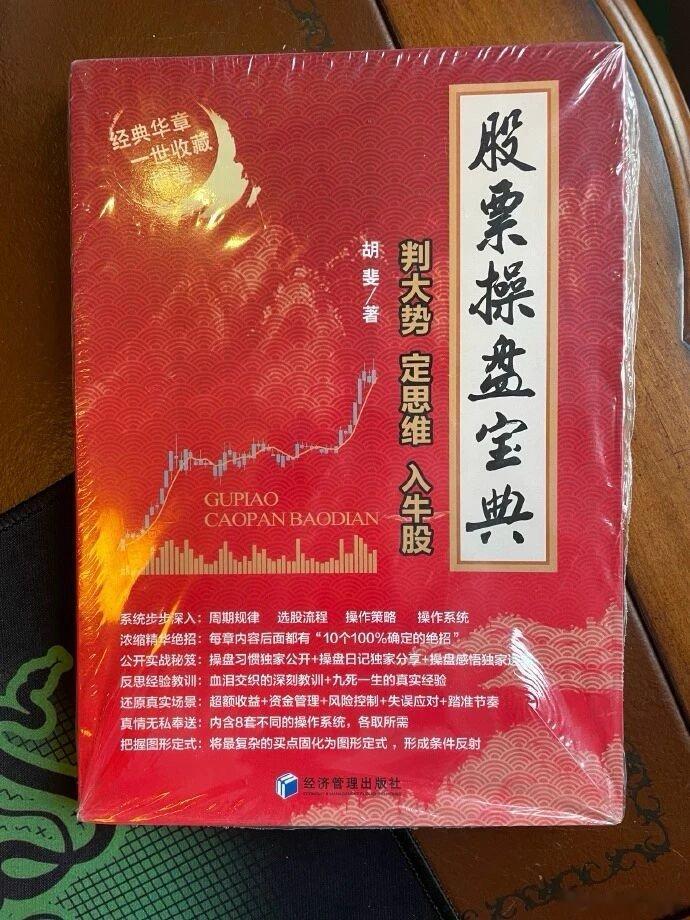 经典华章
一世收藏
股票操盘宝典
胡斐/著
判大势 定思维 入牛股
GUPIAO
CAOPAN BAODIAN
系统步步深入：周期规律 选股流程 操作策略 操作系统
浓缩精华绝招：每章内容后面都有“10个100%确定的绝招”
公开实战秘笈：操盘习惯独家公开+操盘日记独家分享+操盘感悟独家
反思经验教训：血泪交织的深刻教训+九死一生的真实经验
还原真实场景：超额收益+资金管理+风险控制+失误应对+踏准节奏
真情无私奉送：内含8套不同的操作系统，各取所需
把握图形定式：将最复杂的买点固化为图形定式，形成条件反射
经济管理出版社